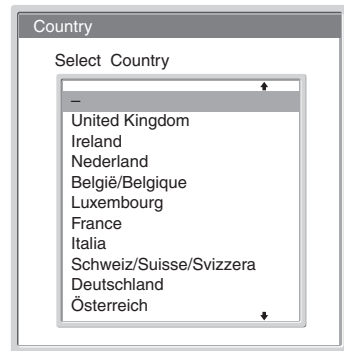 Country
Select Country
–
United Kingdom
Ireland
Nederland
België/Belgique
Luxembourg
France
Italia
Schweiz/Suisse/Svizzera
Deutschland
Österreich